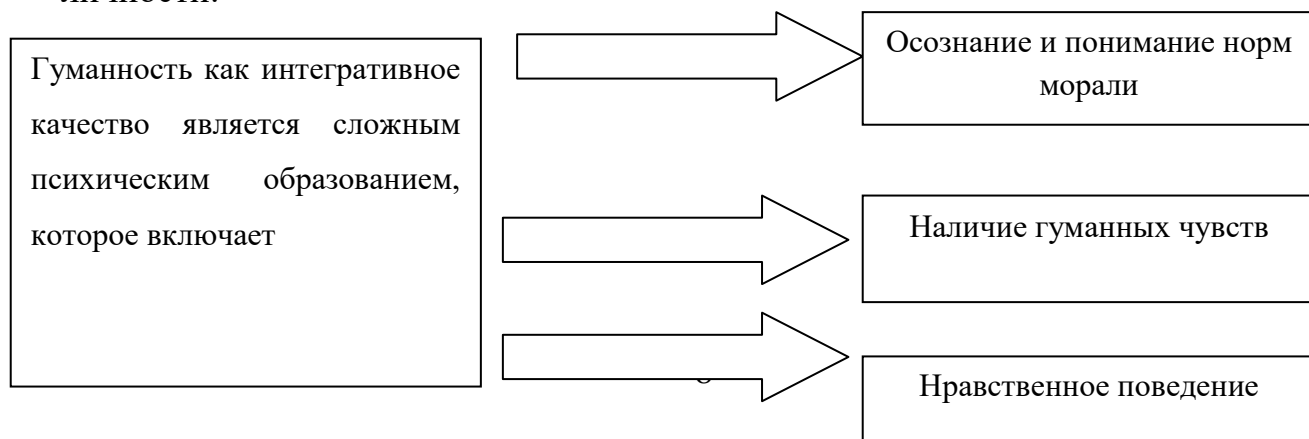 личности.
Гуманность как интегративное
качество является сложным
психическим образованием,
которое включает
Осознание и понимание норм
морали
Наличие гуманных чувств
Нравственное поведение